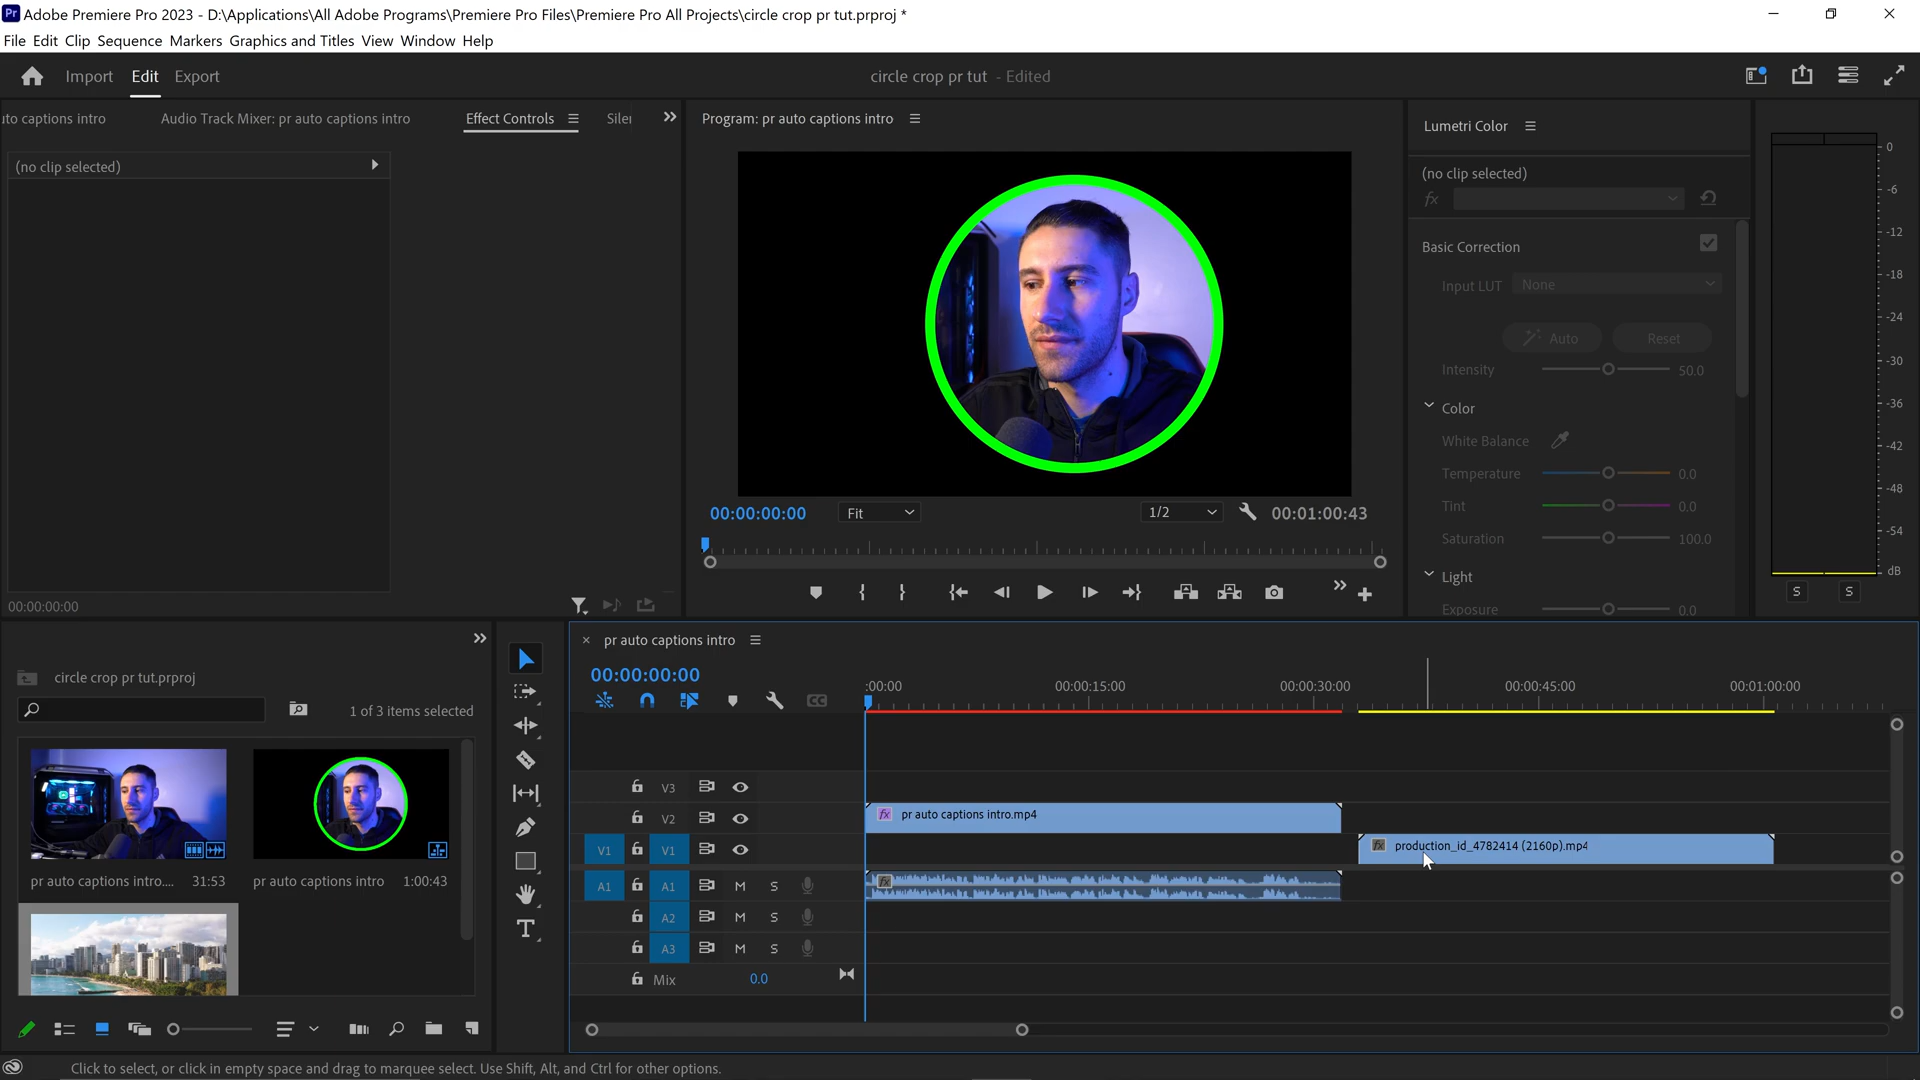 Pr Adobe Premiere Pro 2023 - D:\Applications\All Adobe Programs\Premiere Pro Files\Premiere Pro All Projects\circle crop pr tut.prproj *
File Edit Clip Sequence Markers Graphics and Titles View Window Help
Import Edit Export
circle crop pr tut - Edited
uto captions intro Audio Track Mixer: pr auto captions intro Effect Controls Siler
(no clip selected)
00:00:00:00
Program: pr auto captions intro
00:00:00:00 Fit 1/2 00:01:00:43
Lumetri Color
(no clip selected)
fx
Basic Correction
Input LUT None
Auto Reset
Intensity 50.0
Color
White Balance
Temperature 0.0
Tint 0.0
Saturation 100.0
Light
Exposure 0.0
0
-6
-12
-18
-24
-30
-36
-42
-48
-54
dB
S S
circle crop pr tut.prproj
1 of 3 items selected
pr auto captions intro.... 31:53
pr auto captions intro 1:00:43
pr auto captions intro
00:00:00:00
:00:00 00:00:15:00 00:00:30:00 00:00:45:00 00:01:00:00
V3
V2 fx pr auto captions intro.mp4
V1 V1 fx production_id_4782414 (2160p).mp4
A1 A1 M S fx
A2 M S
A3 M S
Mix 0.0
Click to select, or click in empty space and drag to marquee select. Use Shift, Alt, and Ctrl for other options.